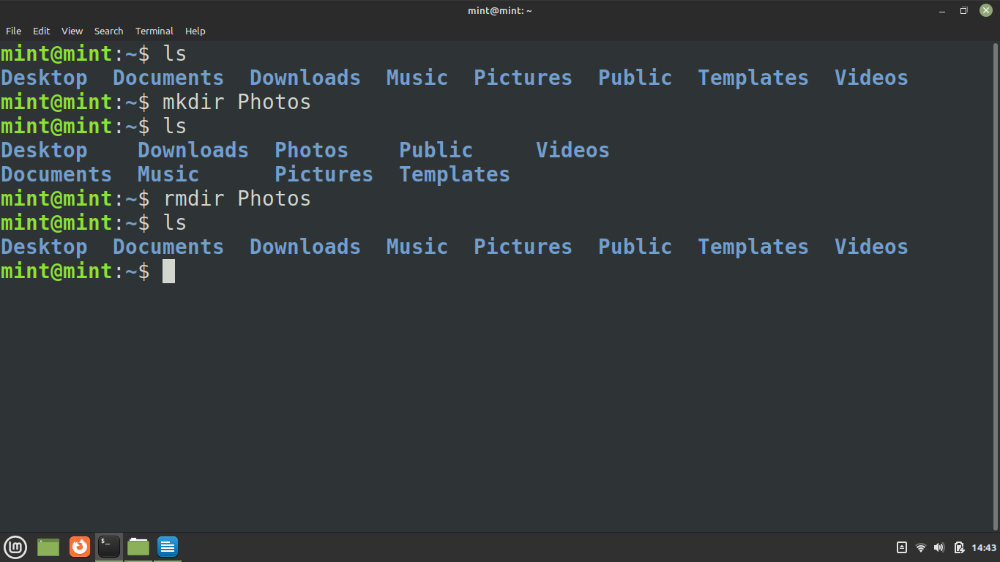 mint@mint: ~
File Edit View Search Terminal Help
mint@mint:~$ ls
Desktop  Documents  Downloads  Music  Pictures  Public  Templates  Videos
mint@mint:~$ mkdir Photos
mint@mint:~$ ls
Desktop    Downloads  Photos    Public     Videos
Documents  Music      Pictures  Templates
mint@mint:~$ rmdir Photos
mint@mint:~$ ls
Desktop  Documents  Downloads  Music  Pictures  Public  Templates  Videos
mint@mint:~$
$_ 14:43